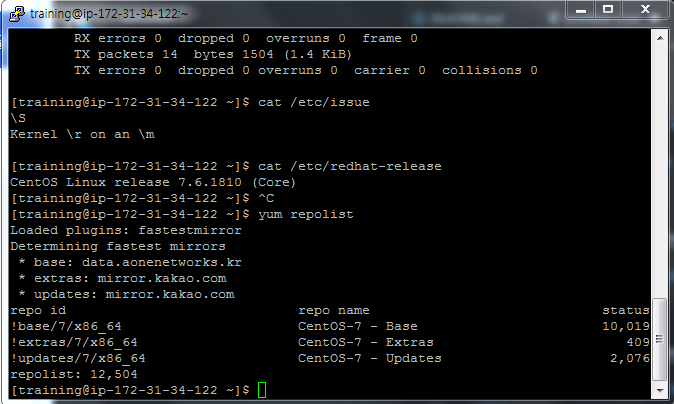 training@ip-172-31-34-122:~
RX errors 0  dropped 0  overruns 0  frame 0
TX packets 14  bytes 1504 (1.4 KiB)
TX errors 0  dropped 0 overruns 0  carrier 0  collisions 0
[training@ip-172-31-34-122 ~]$ cat /etc/issue
\S
Kernel \r on an \m
[training@ip-172-31-34-122 ~]$ cat /etc/redhat-release
CentOS Linux release 7.6.1810 (Core)
[training@ip-172-31-34-122 ~]$ ^C
[training@ip-172-31-34-122 ~]$ yum repolist
Loaded plugins: fastestmirror
Determining fastest mirrors
 * base: data.aonenetworks.kr
 * extras: mirror.kakao.com
 * updates: mirror.kakao.com
repo id                             repo name                             status
!base/7/x86_64                      CentOS-7 - Base                       10,019
!extras/7/x86_64                    CentOS-7 - Extras                        409
!updates/7/x86_64                   CentOS-7 - Updates                     2,076
repolist: 12,504
[training@ip-172-31-34-122 ~]$